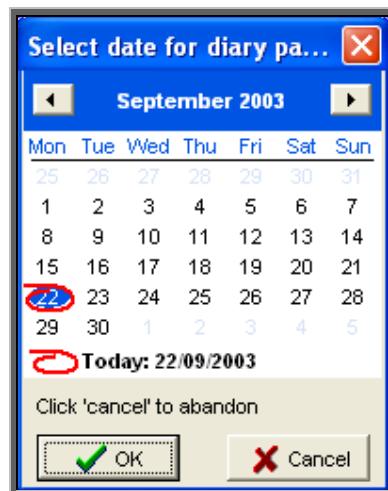 Select date for diary pa...
September 2003
Mon Tue Wed Thu Fri Sat Sun
25 26 27 28 29 30 31
1 2 3 4 5 6 7
8 9 10 11 12 13 14
15 16 17 18 19 20 21
22 23 24 25 26 27 28
29 30 1 2 3 4 5
Today: 22/09/2003
Click 'cancel' to abandon
OK Cancel